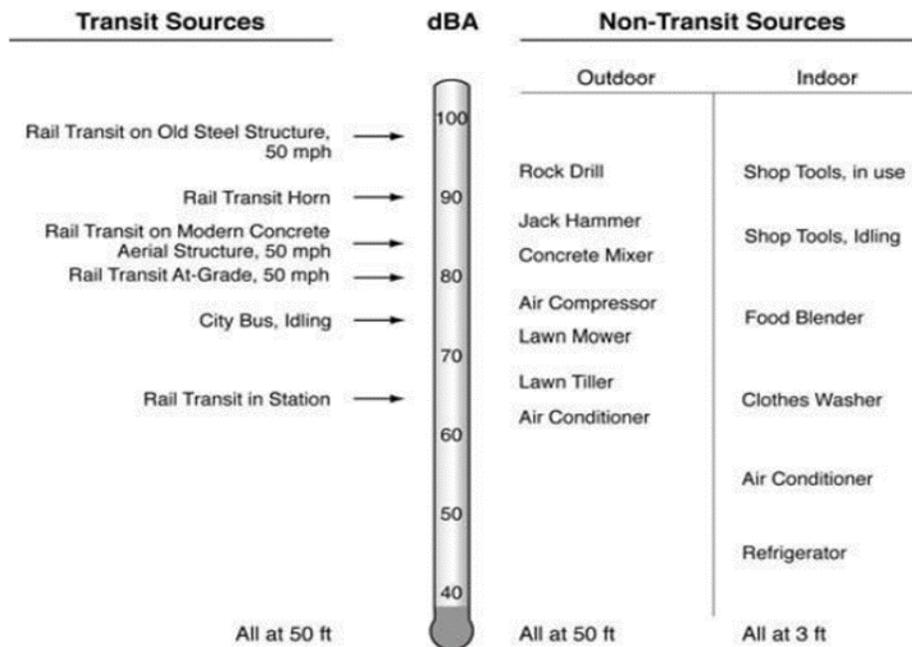 Transit Sources
dBA
Non-Transit Sources
Outdoor
Indoor
Rail Transit on Old Steel Structure,
50 mph
Rail Transit Horn
Rail Transit on Modern Concrete
Aerial Structure, 50 mph
Rail Transit At-Grade, 50 mph
City Bus, Idling
Rail Transit in Station
All at 50 ft
100
90
80
70
60
50
40
Rock Drill
Jack Hammer
Concrete Mixer
Air Compressor
Lawn Mower
Lawn Tiller
Air Conditioner
All at 50 ft
Shop Tools, in use
Shop Tools, Idling
Food Blender
Clothes Washer
Air Conditioner
Refrigerator
All at 3 ft